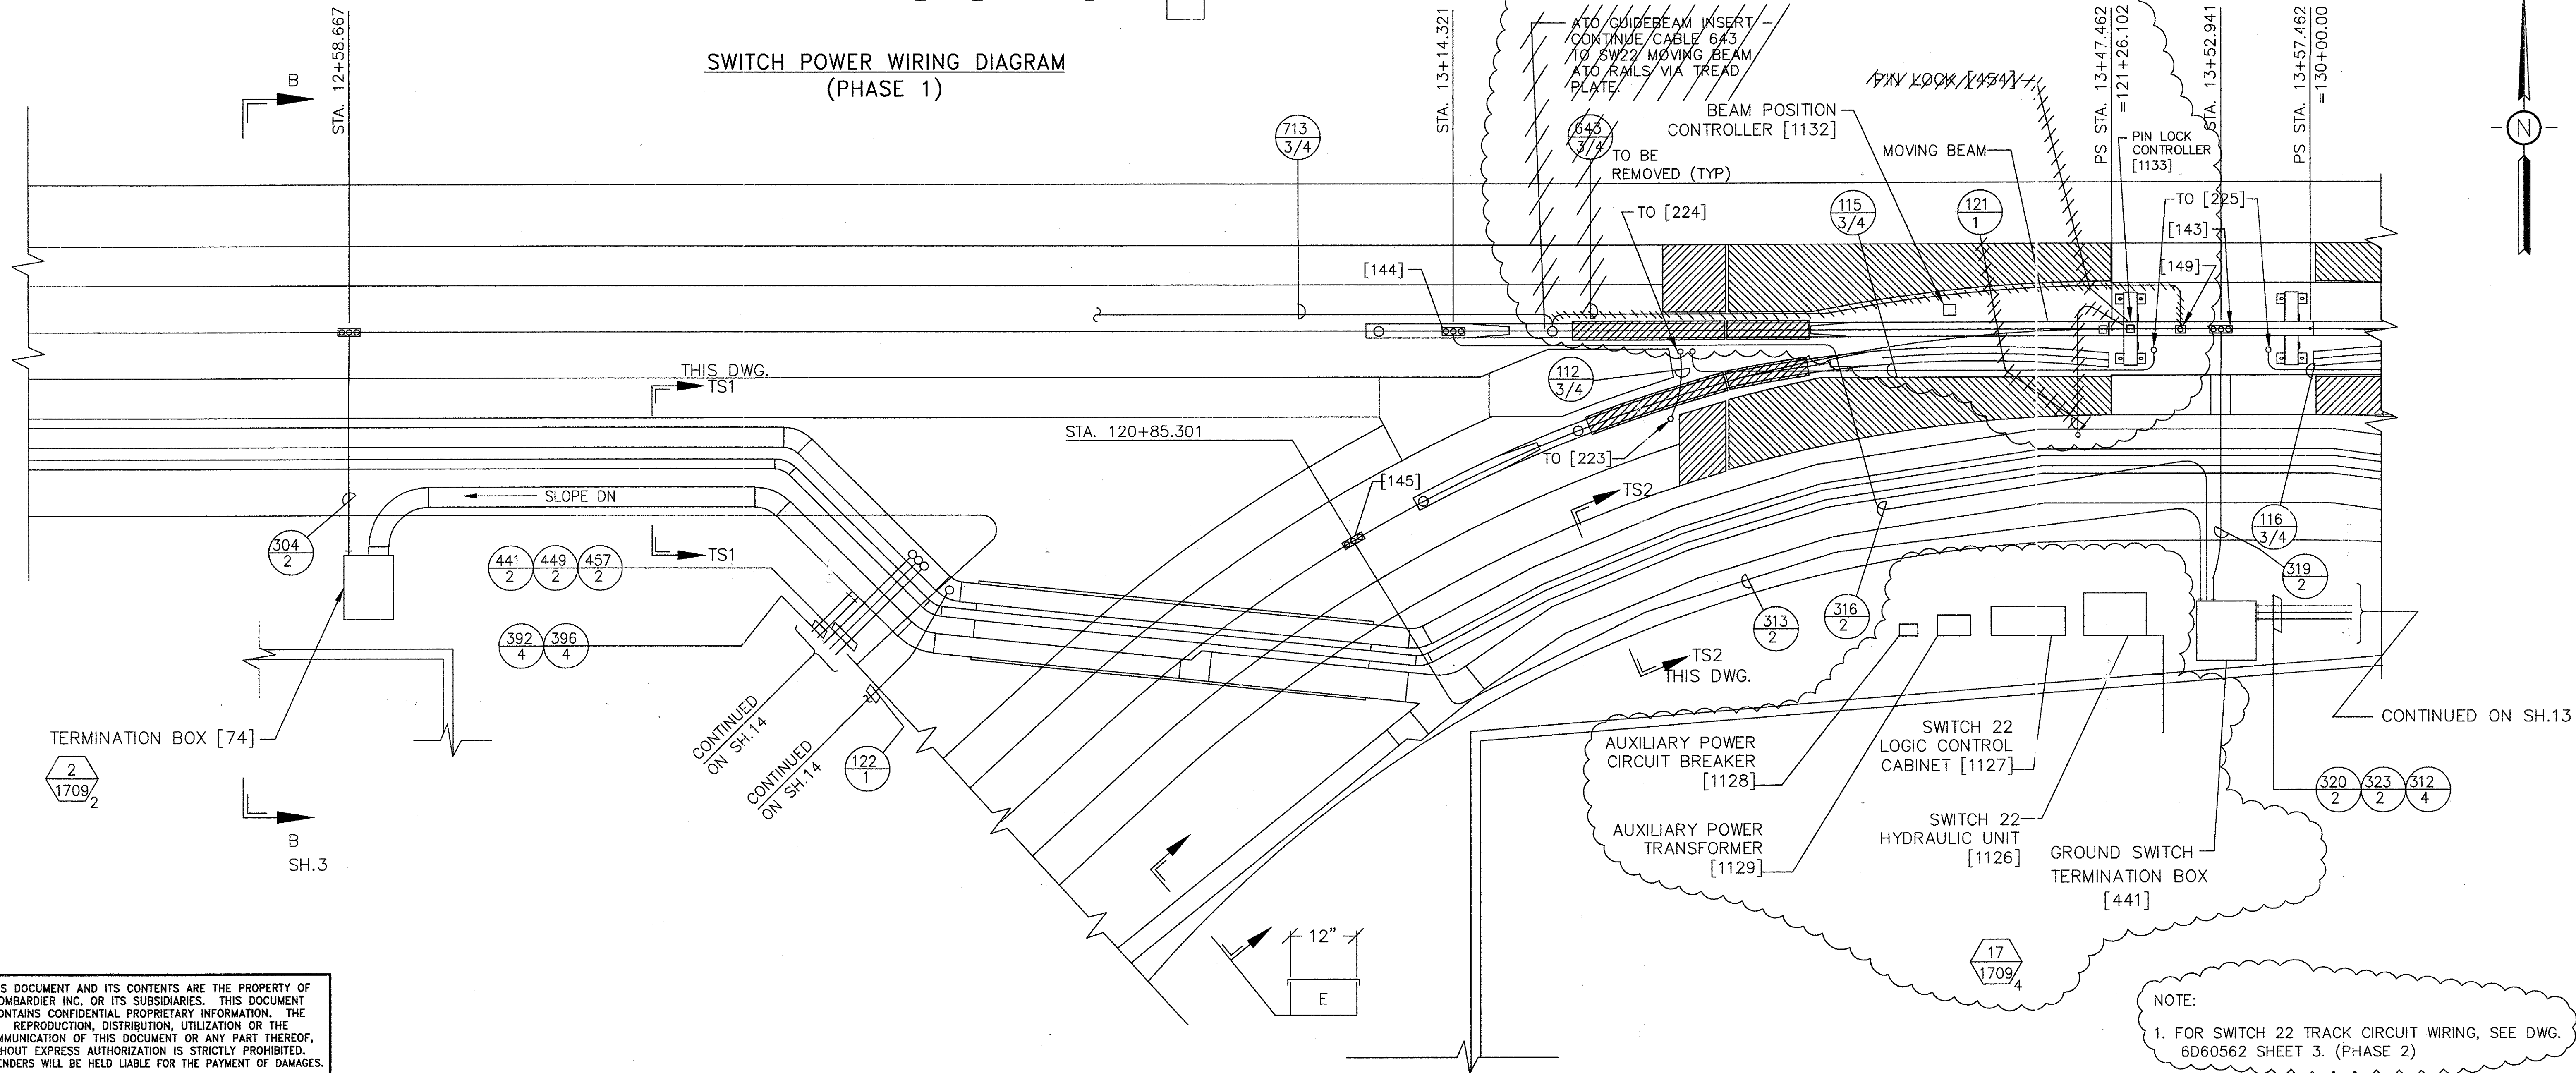 SWITCH POWER WIRING DIAGRAM
(PHASE 1)
B
STA. 12+58.667
713
3/4
STA. 13+14.321
ATO GUIDEBEAM INSERT -
CONTINUE CABLE 643
TO SW22 MOVING BEAM
ATO RAILS VIA TREAD
PLATE.
643
3/4
TO BE
REMOVED (TYP)
BEAM POSITION
CONTROLLER [1132]
PIN LOCK [454]
MOVING BEAM
PS STA. 13+47.462
=121+26.102
PIN LOCK
CONTROLLER
[1133]
STA. 13+52.941
PS STA. 13+57.462
=130+00.00
N
TO [224]
115
3/4
121
1
TO [225]
[143]
[149]
[144]
THIS DWG.
TS1
112
3/4
STA. 120+85.301
TO [223]
[145]
TS2
SLOPE DN
304
2
441
2
449
2
457
2
TS1
392
4
396
4
116
3/4
319
2
313
2
316
2
TS2
THIS DWG.
TERMINATION BOX [74]
2
1709
2
B
SH.3
CONTINUED
ON SH.14
CONTINUED
ON SH.14
122
1
AUXILIARY POWER
CIRCUIT BREAKER
[1128]
SWITCH 22
LOGIC CONTROL
CABINET [1127]
AUXILIARY POWER
TRANSFORMER
[1129]
SWITCH 22
HYDRAULIC UNIT
[1126]
GROUND SWITCH
TERMINATION BOX
[441]
CONTINUED ON SH.13
320
2
323
2
312
4
12"
E
17
1709
4
S DOCUMENT AND ITS CONTENTS ARE THE PROPERTY OF
OMBARDIER INC. OR ITS SUBSIDIARIES. THIS DOCUMENT
ONTAINS CONFIDENTIAL PROPRIETARY INFORMATION. THE
REPRODUCTION, DISTRIBUTION, UTILIZATION OR THE
MMUNICATION OF THIS DOCUMENT OR ANY PART THEREOF,
HOUT EXPRESS AUTHORIZATION IS STRICTLY PROHIBITED.
ENDERS WILL BE HELD LIABLE FOR THE PAYMENT OF DAMAGES.
NOTE:
1. FOR SWITCH 22 TRACK CIRCUIT WIRING, SEE DWG.
6D60562 SHEET 3. (PHASE 2)